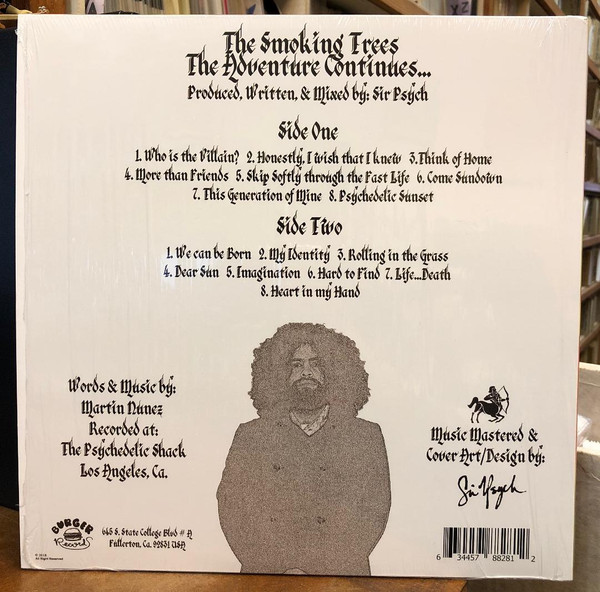 The Smoking Trees
The Adventure Continues...
Produced, Written, & Mixed by: Sir Psych
Side One
1. Who is the Villain? 2. Honestly, I wish that I knew 3. Think of Home
4. More than Friends 5. Skip Softly through the Fast Life 6. Come Sundown
7. This Generation of Mine 8. Psychedelic Sunset
Side Two
1. We can be Born 2. My Identity 3. Rolling in the Grass
4. Dear Sun 5. Imagination 6. Hard to Find 7. Life...Death
8. Heart in my Hand
Words & Music by:
Martin Nunez
Recorded at:
The Psychedelic Shack
Los Angeles, Ca.
Music Mastered &
Cover Art/Design by:
Sir Psych
BURGER
Records
645 S. State College Blvd # A
Fullerton, Ca. 92831 USA
All Right Reserved
6 34457 88281 2